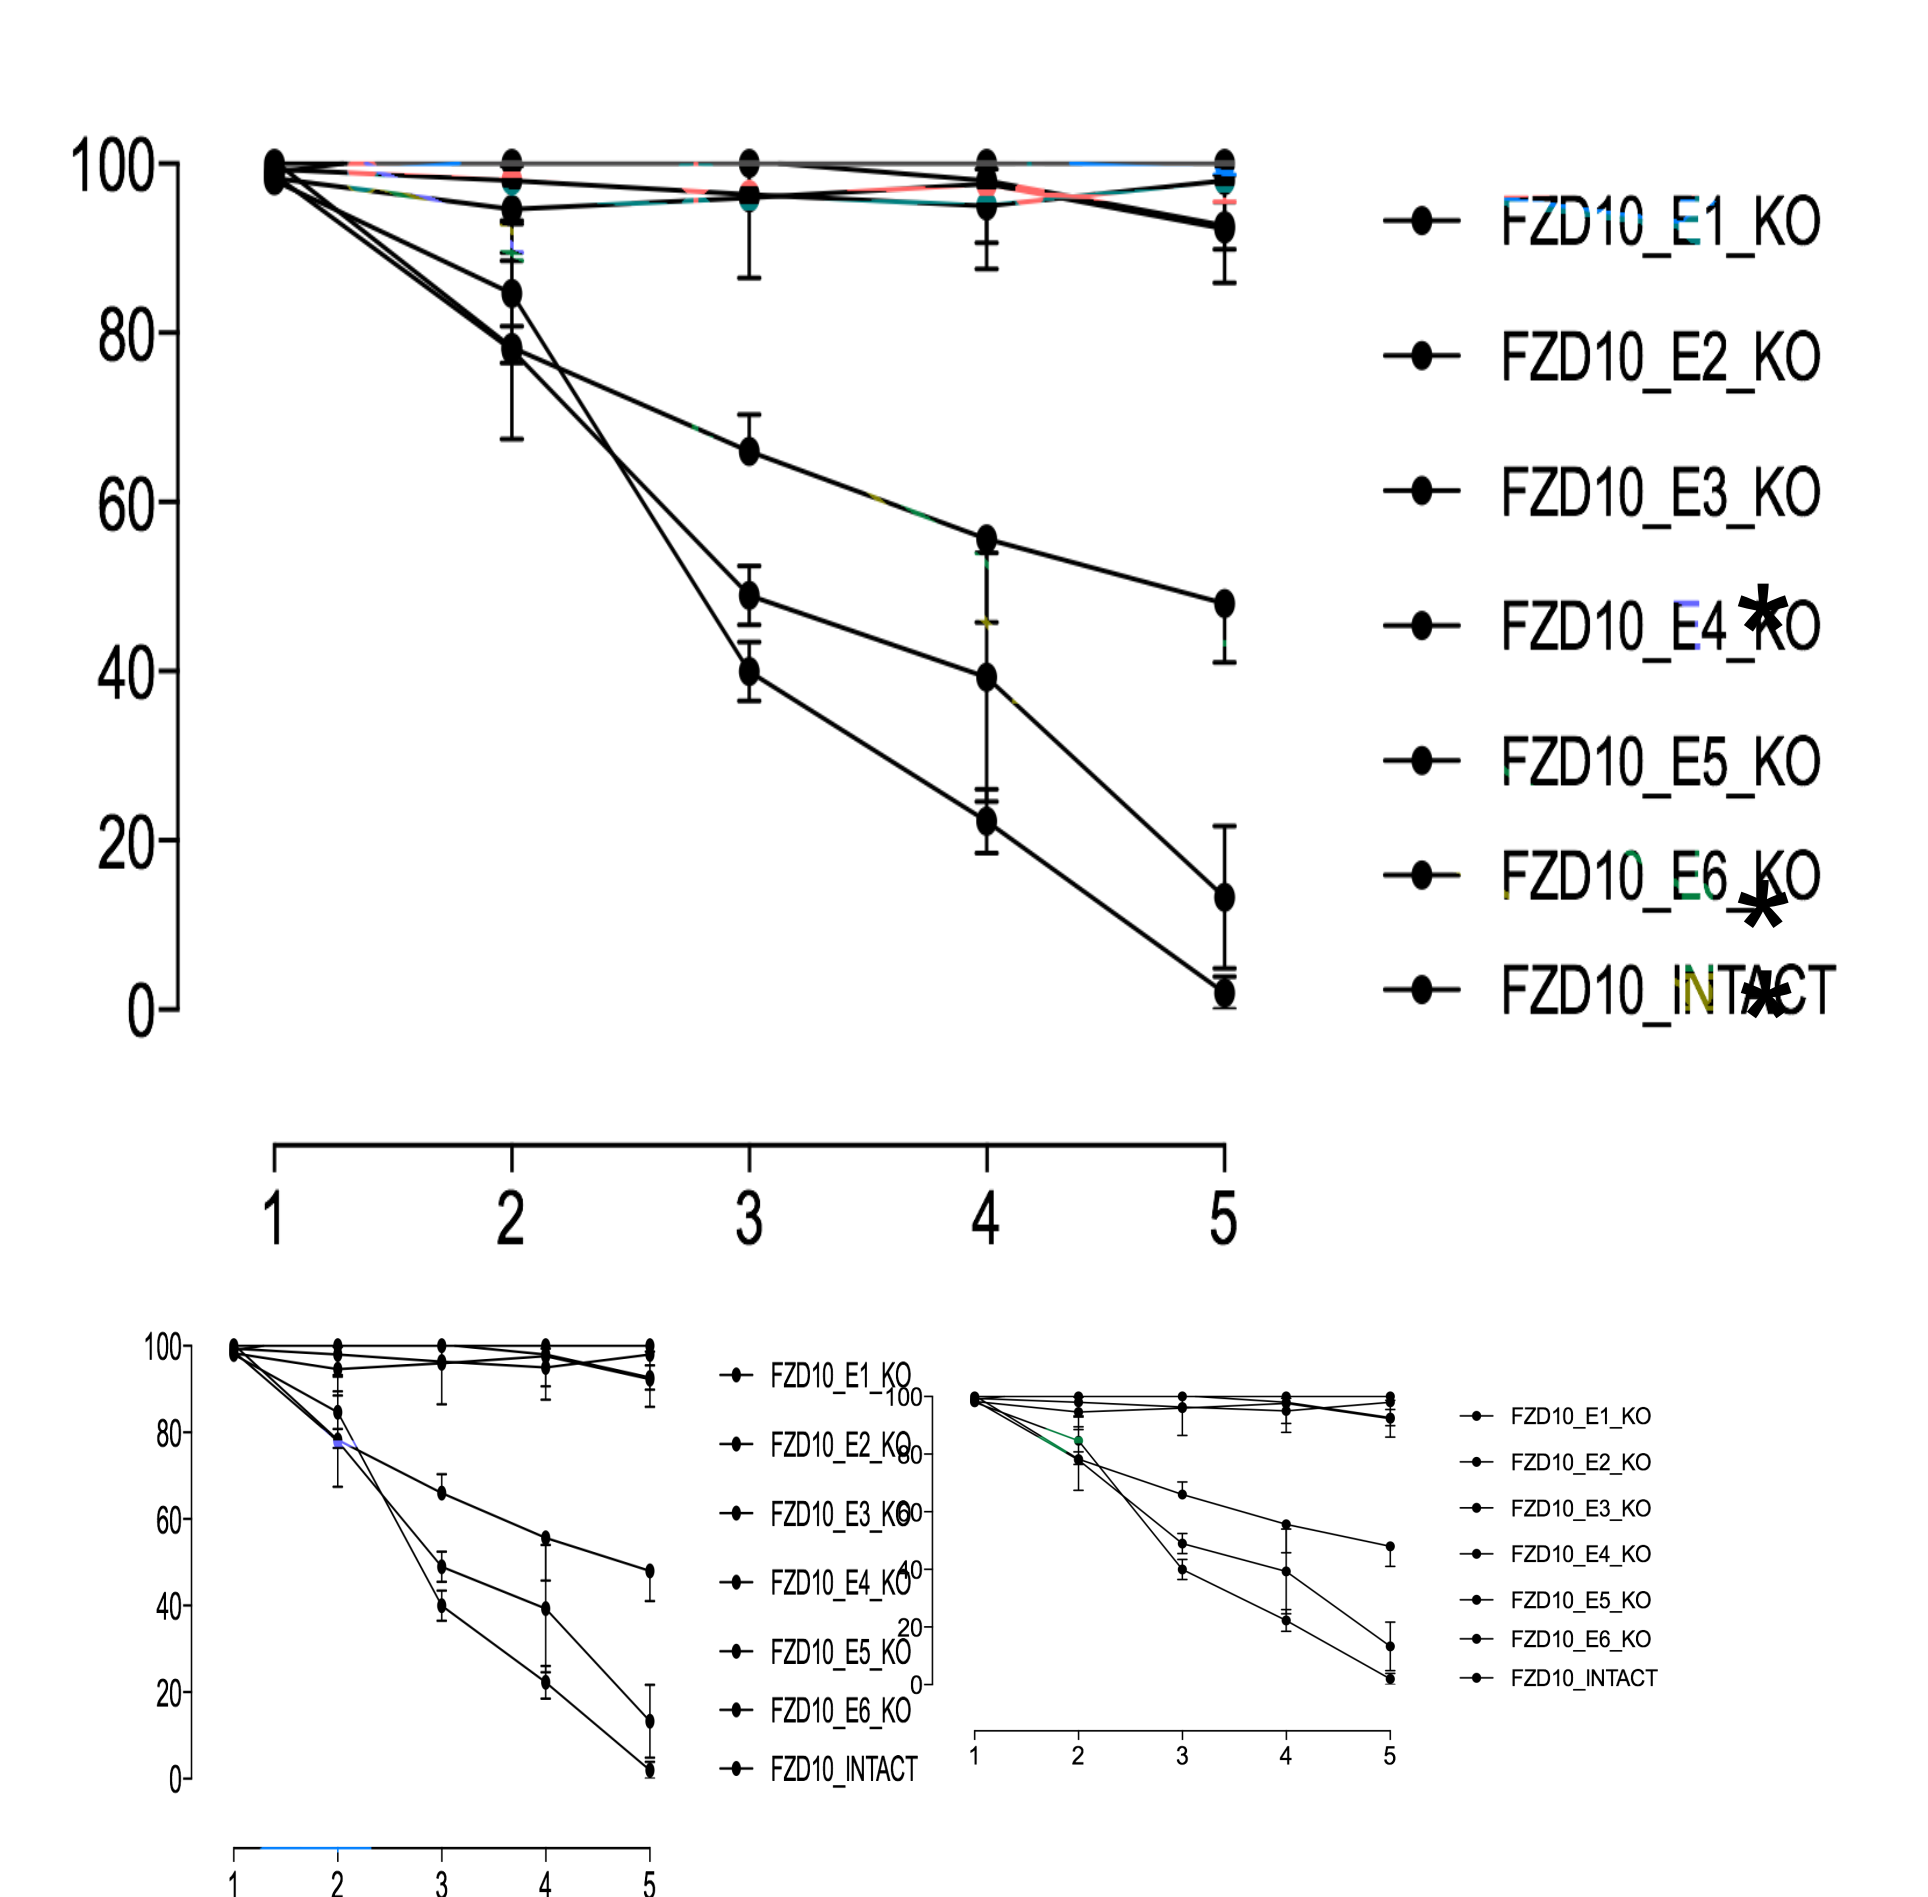 100
80
60
40
20
0
1 2 3 4 5
FZD10_E1_KO
FZD10_E2_KO
FZD10_E3_KO
FZD10_E4_KO
*
FZD10_E5_KO
FZD10_E6_KO
*
FZD10_INTACT
*
100
80
60
40
20
0
1 2 3 4 5
FZD10_E1_KO
FZD10_E2_KO
FZD10_E3_KO
FZD10_E4_KO
FZD10_E5_KO
FZD10_E6_KO
FZD10_INTACT
100
80
60
40
20
0
1 2 3 4 5
FZD10_E1_KO
FZD10_E2_KO
FZD10_E3_KO
FZD10_E4_KO
FZD10_E5_KO
FZD10_E6_KO
FZD10_INTACT